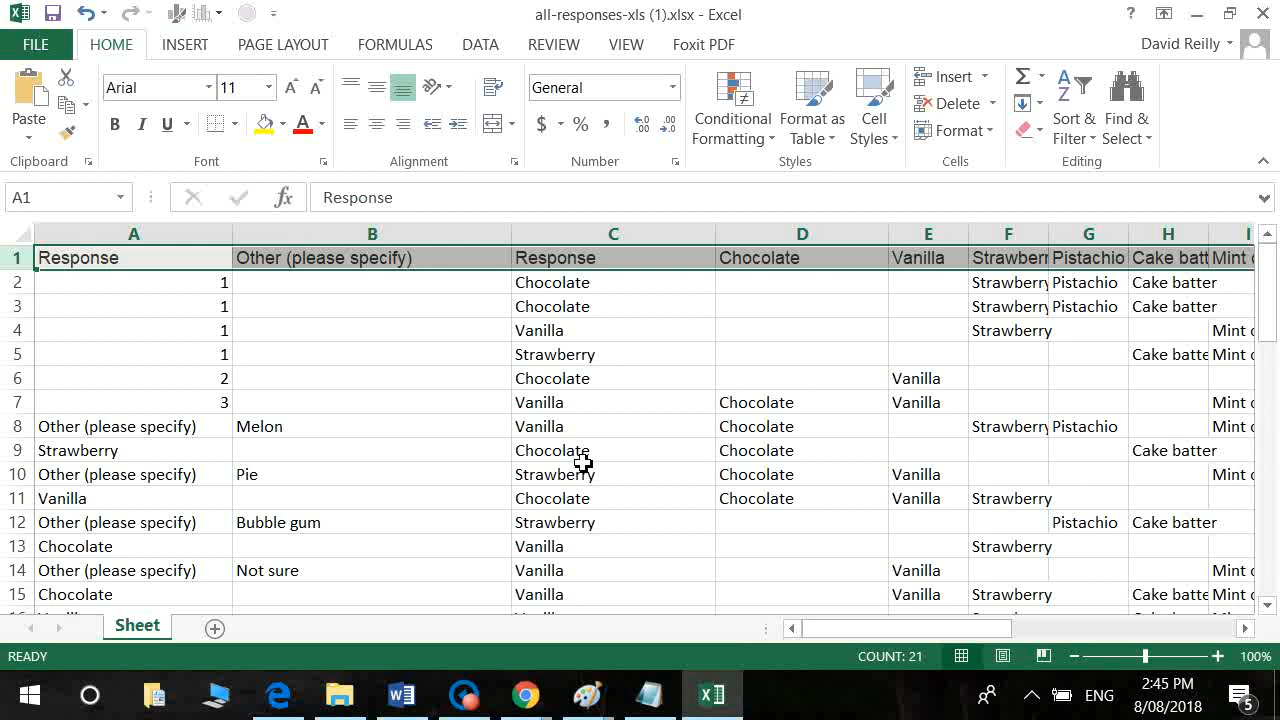 all-responses-xls (1).xlsx - Excel
FILE HOME INSERT PAGE LAYOUT FORMULAS DATA REVIEW VIEW Foxit PDF David Reilly
Paste Arial 11 General Conditional Formatting Format as Table Cell Styles Insert Delete Format Sort & Filter Find & Select
B I U $ %
Clipboard Font Alignment Number Styles Cells Editing
A1 fx Response
A B C D E F G H I
1 Response Other (please specify) Response Chocolate Vanilla Strawberr Pistachio Cake batt Mint c
2 1 Chocolate Strawberry Pistachio Cake batter
3 1 Chocolate Strawberry Pistachio Cake batter
4 1 Vanilla Strawberry Mint c
5 1 Strawberry Cake batte Mint c
6 2 Chocolate Vanilla
7 3 Vanilla Chocolate Vanilla Mint c
8 Other (please specify) Melon Vanilla Chocolate Strawberry Pistachio Mint c
9 Strawberry Chocolate Chocolate Cake batter
10 Other (please specify) Pie Strawberry Chocolate Vanilla Mint c
11 Vanilla Chocolate Chocolate Vanilla Strawberry
12 Other (please specify) Bubble gum Strawberry Pistachio Cake batter
13 Chocolate Vanilla Strawberry
14 Other (please specify) Not sure Vanilla Vanilla Mint c
15 Chocolate Vanilla Vanilla Strawberry Cake batte Mint c
Sheet
READY COUNT: 21 100%
ENG 2:45 PM
8/08/2018 5